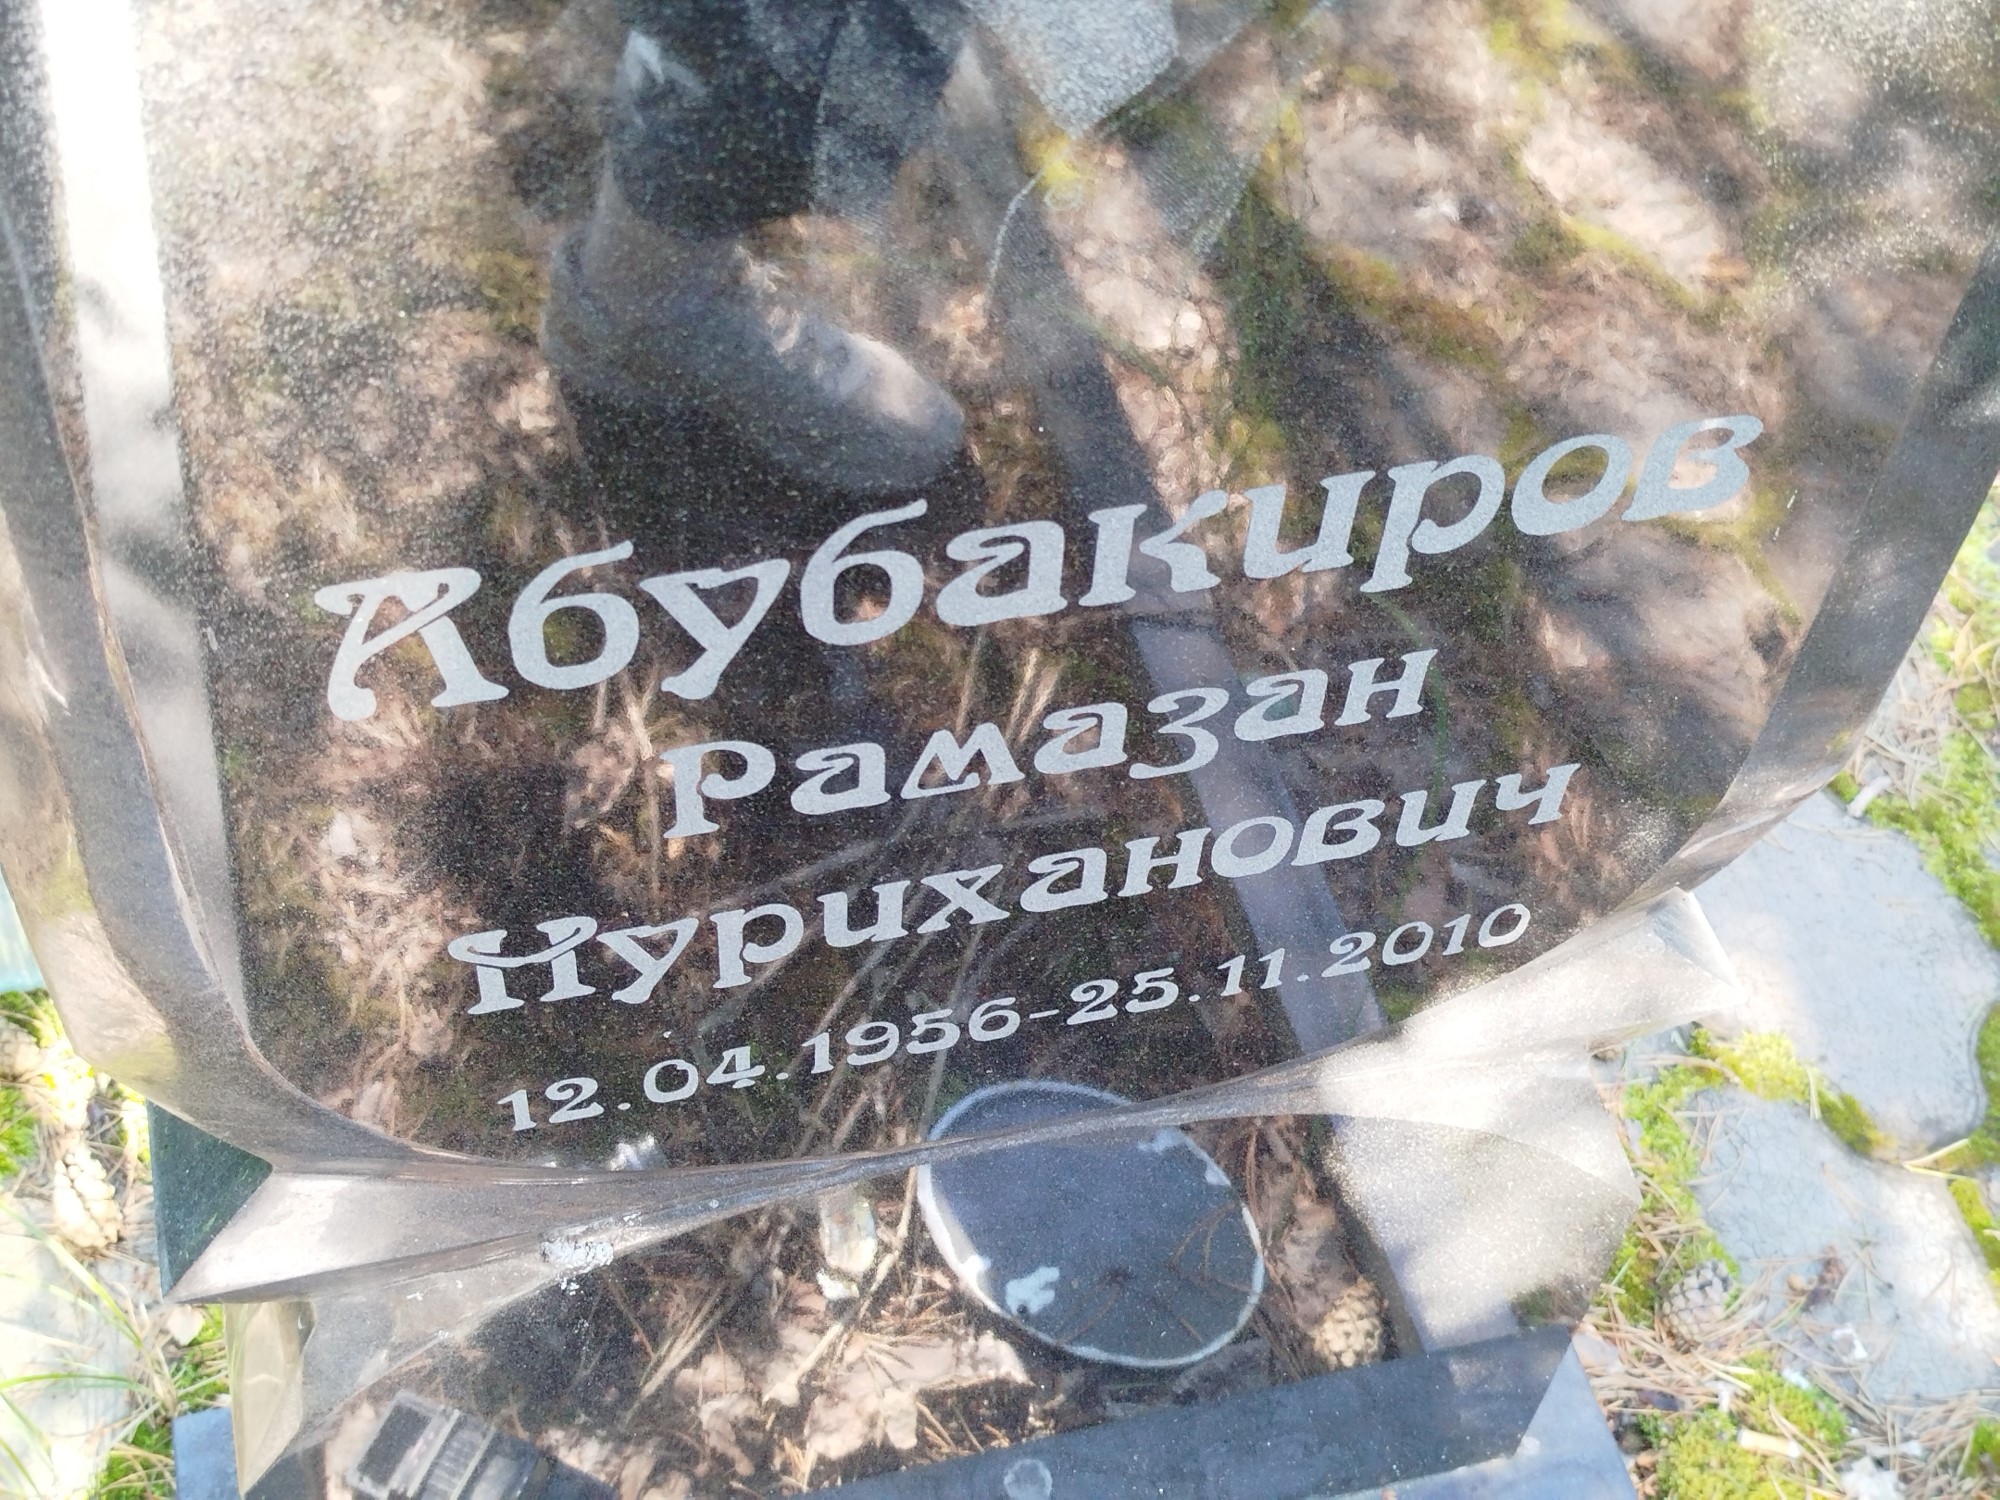 Абубакиров
Рамазан
Нуриханович
12.04.1956-25.11.2010